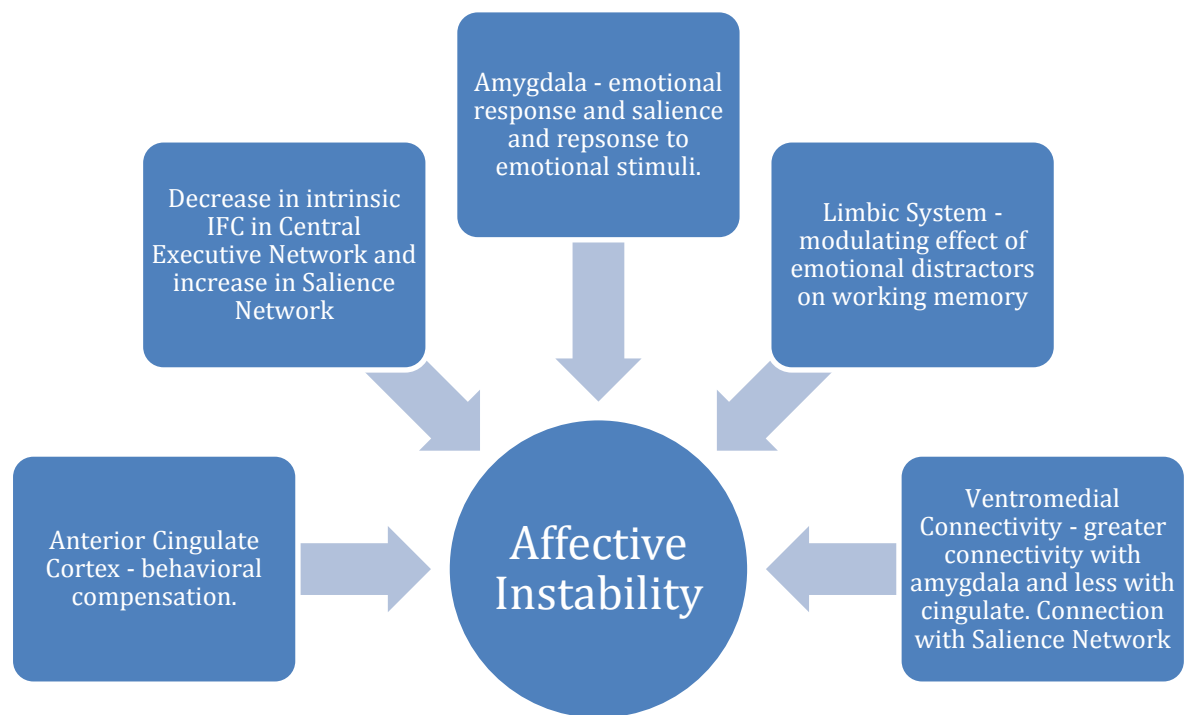 Amygdala - emotional
response and salience
and repsonse to
emotional stimuli.
Decrease in intrinsic
IFC in Central
Executive Network and
increase in Salience
Network
Limbic System -
modulating effect of
emotional distractors
on working memory
Anterior Cingulate
Cortex - behavioral
compensation.
Affective
Instability
Ventromedial
Connectivity - greater
connectivity with
amygdala and less with
cingulate. Connection
with Salience Network